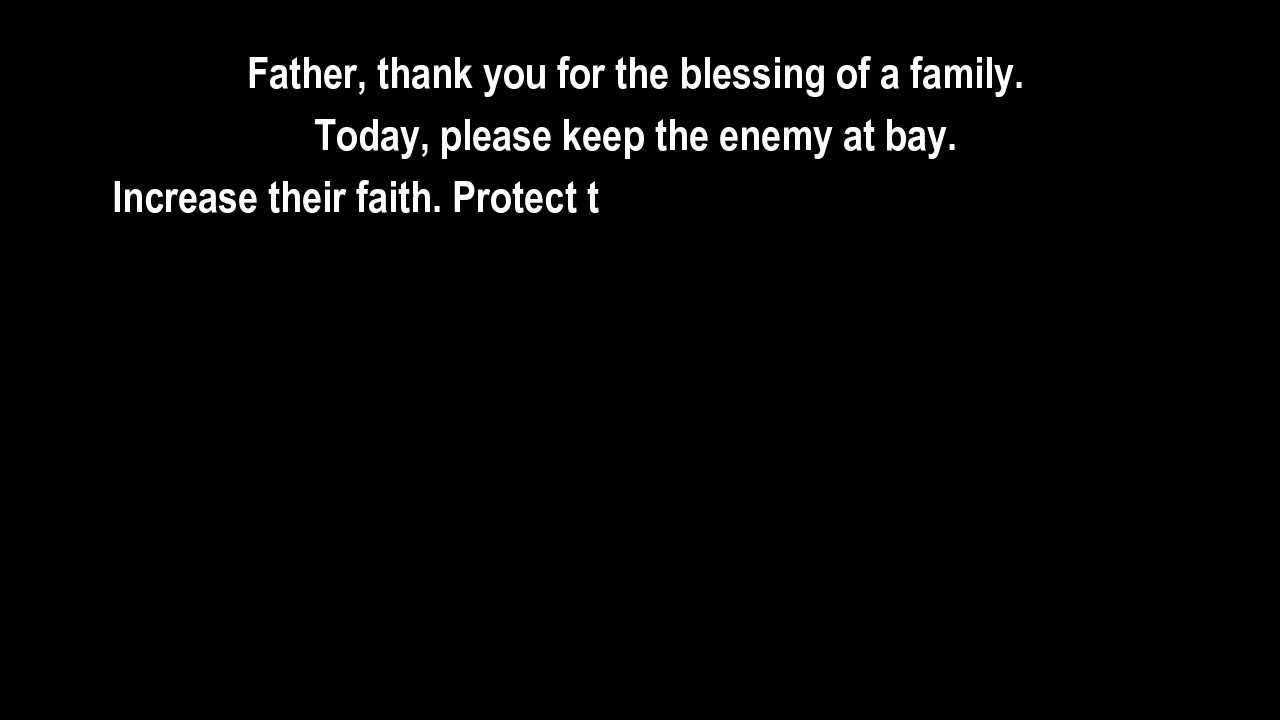 Father, thank you for the blessing of a family.
Today, please keep the enemy at bay.
Increase their faith. Protect t